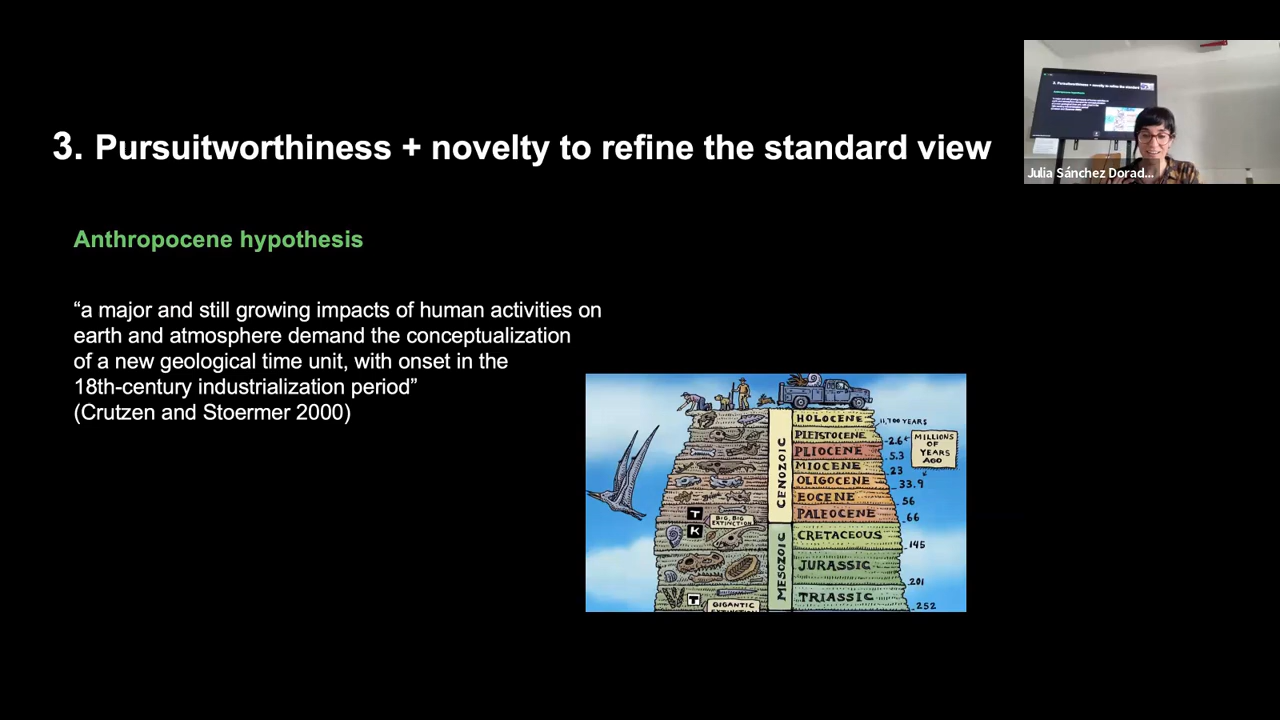 3. Pursuitworthiness + novelty to refine the standard view
Julia Sánchez Dorad...
Anthropocene hypothesis
“a major and still growing impacts of human activities on
earth and atmosphere demand the conceptualization
of a new geological time unit, with onset in the
18th-century industrialization period”
(Crutzen and Stoermer 2000)
CENOZOIC
HOLOCENE
11,700 YEARS
PLEISTOCENE
2.6
MILLIONS
OF
YEARS
AGO
PLIOCENE
5.3
MIOCENE
23
OLIGOCENE
33.9
EOCENE
56
PALEOCENE
66
T
BIG, BIG
EXTINCTION
K
MESOZOIC
CRETACEOUS
145
JURASSIC
201
TRIASSIC
252
T
GIGANTIC